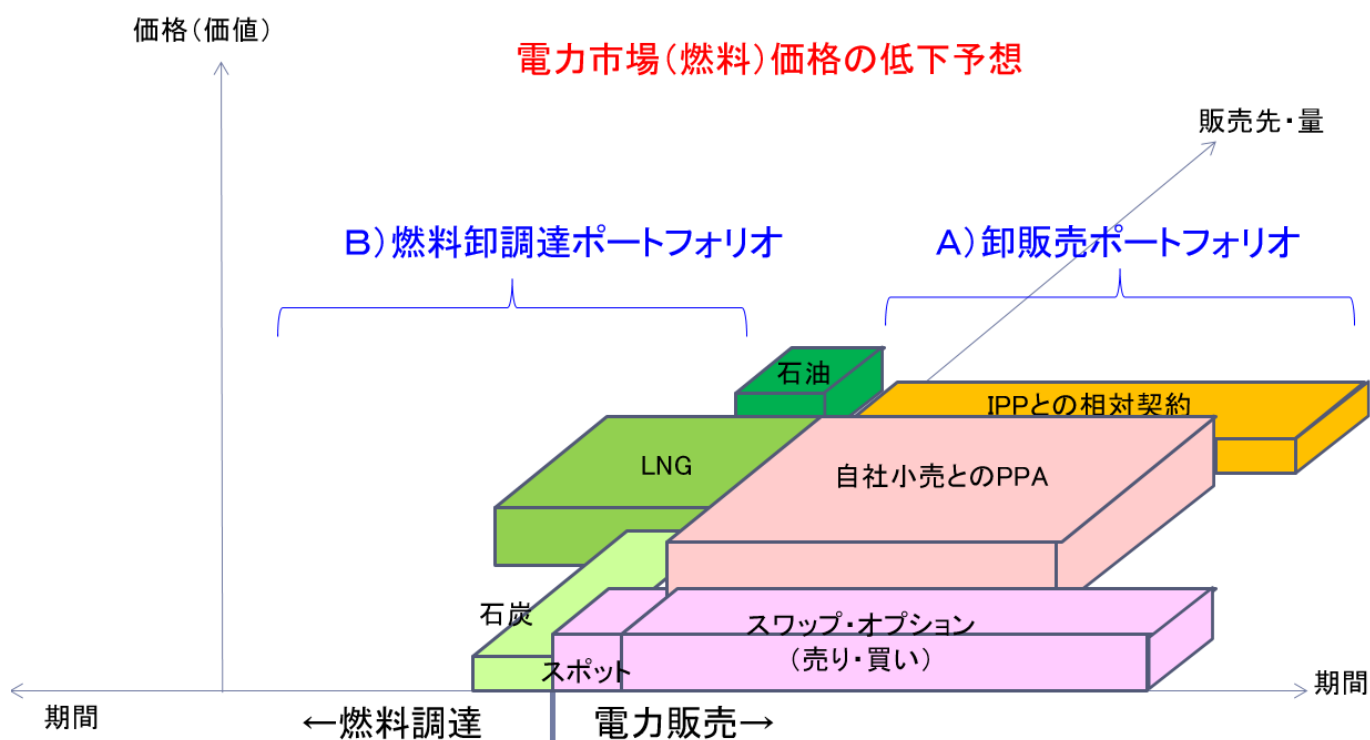 価格(価値)
電力市場(燃料)価格の低下予想
販売先・量
B)燃料卸調達ポートフォリオ
A)卸販売ポートフォリオ
石油
IPPとの相対契約
LNG
自社小売とのPPA
石炭
スワップ・オプション
(売り・買い)
スポット
期間
期間
←燃料調達
電力販売→